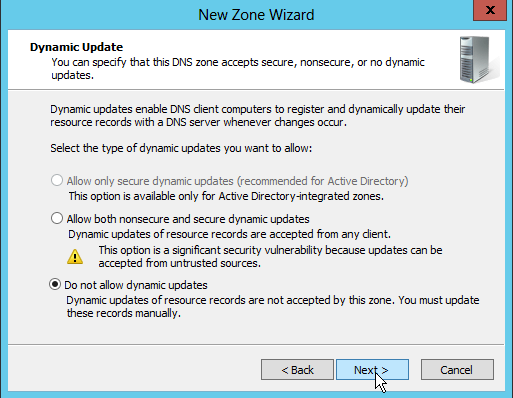 New Zone Wizard
x
Dynamic Update
You can specify that this DNS zone accepts secure, nonsecure, or no dynamic
updates.
Dynamic updates enable DNS client computers to register and dynamically update their
resource records with a DNS server whenever changes occur.
Select the type of dynamic updates you want to allow:
Allow only secure dynamic updates (recommended for Active Directory)
This option is available only for Active Directory-integrated zones.
Allow both nonsecure and secure dynamic updates
Dynamic updates of resource records are accepted from any client.
This option is a significant security vulnerability because updates can be
accepted from untrusted sources.
Do not allow dynamic updates
Dynamic updates of resource records are not accepted by this zone. You must update
these records manually.
< Back Next > Cancel